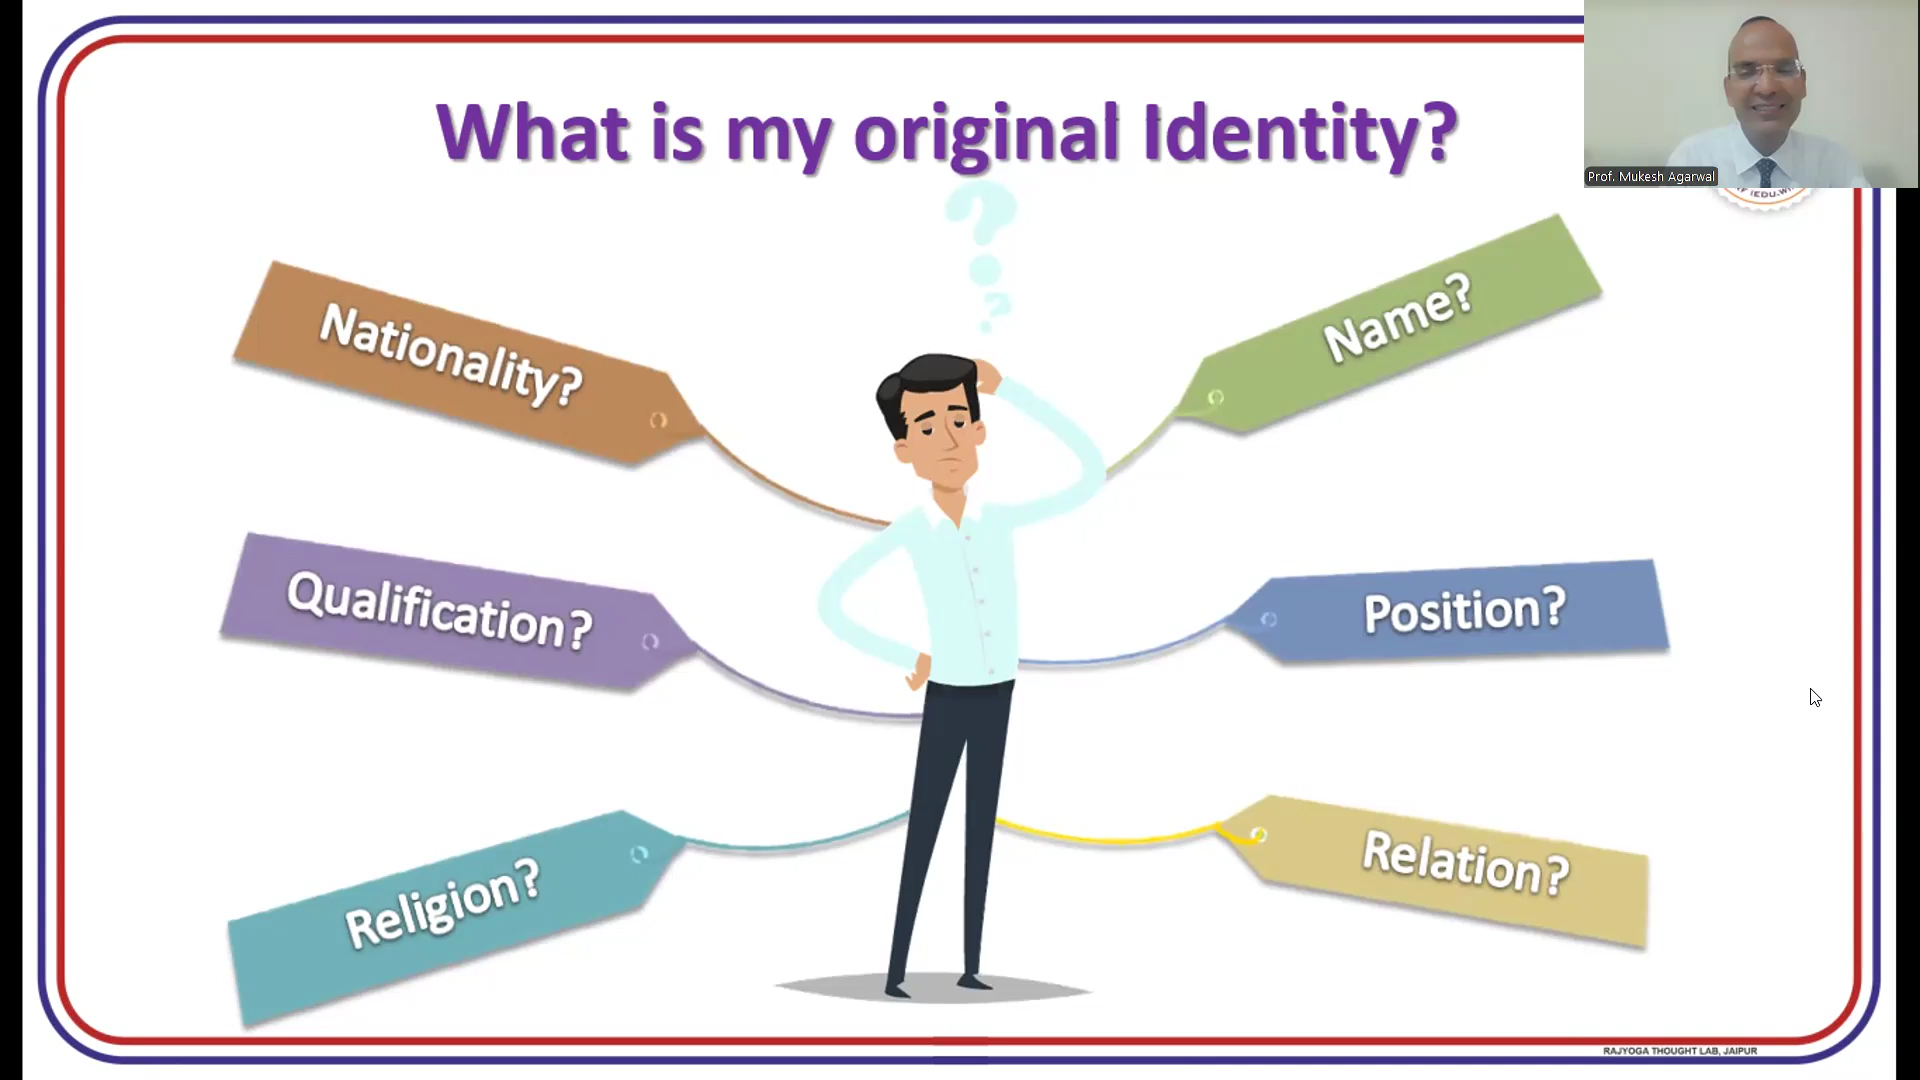 What is my original Identity?
Prof. Mukesh Agarwal
Nationality?
Name?
Qualification?
Position?
Religion?
Relation?
RAJYOGA THOUGHT LAB, JAIPUR